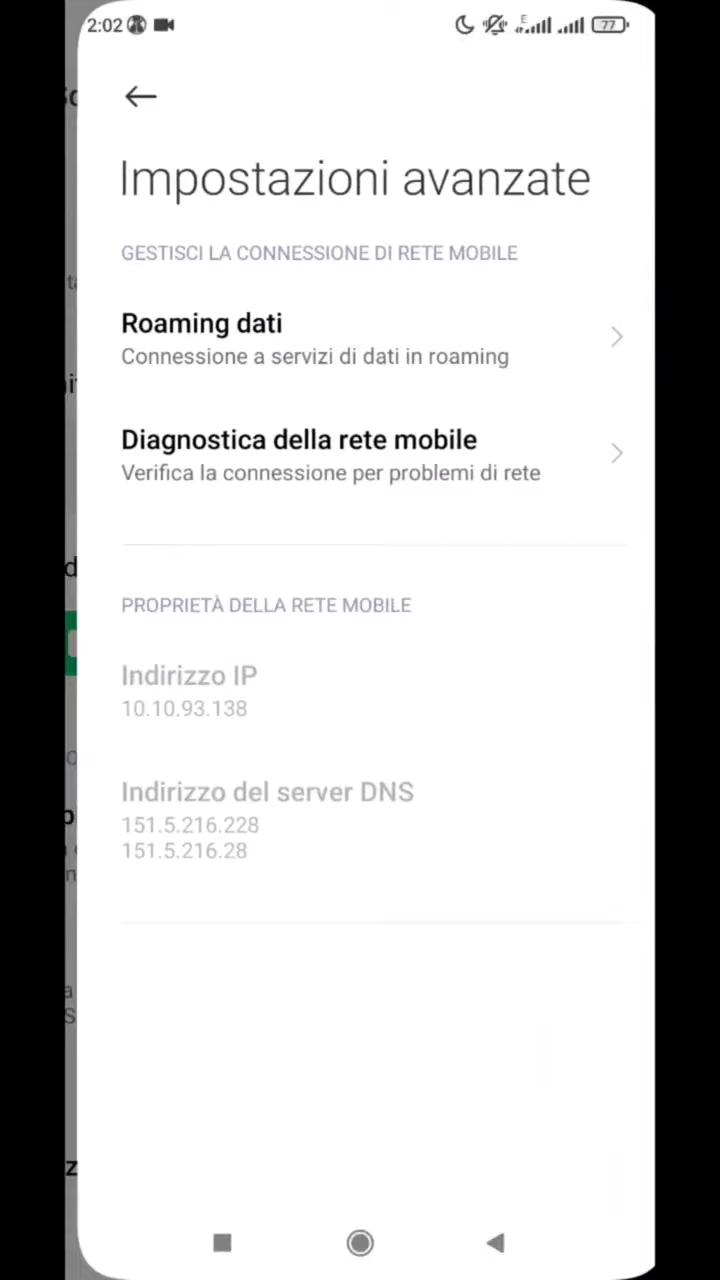 2:02
E
77
Impostazioni avanzate
GESTISCI LA CONNESSIONE DI RETE MOBILE
Roaming dati
Connessione a servizi di dati in roaming
Diagnostica della rete mobile
Verifica la connessione per problemi di rete
PROPRIETÀ DELLA RETE MOBILE
Indirizzo IP
10.10.93.138
Indirizzo del server DNS
151.5.216.228
151.5.216.28